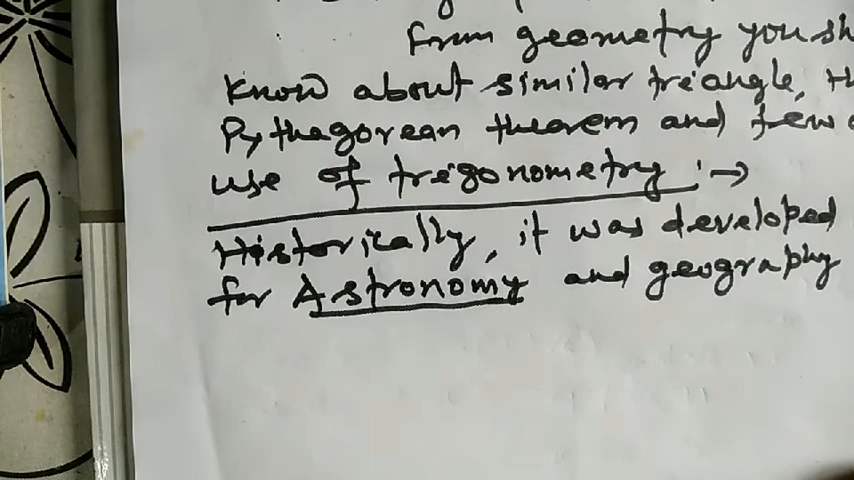 from geometry you sh
know about similar triangle, th
Pythagorean theorem and few
use of trigonometry :→
Historically, it was developed
for Astronomy and geography